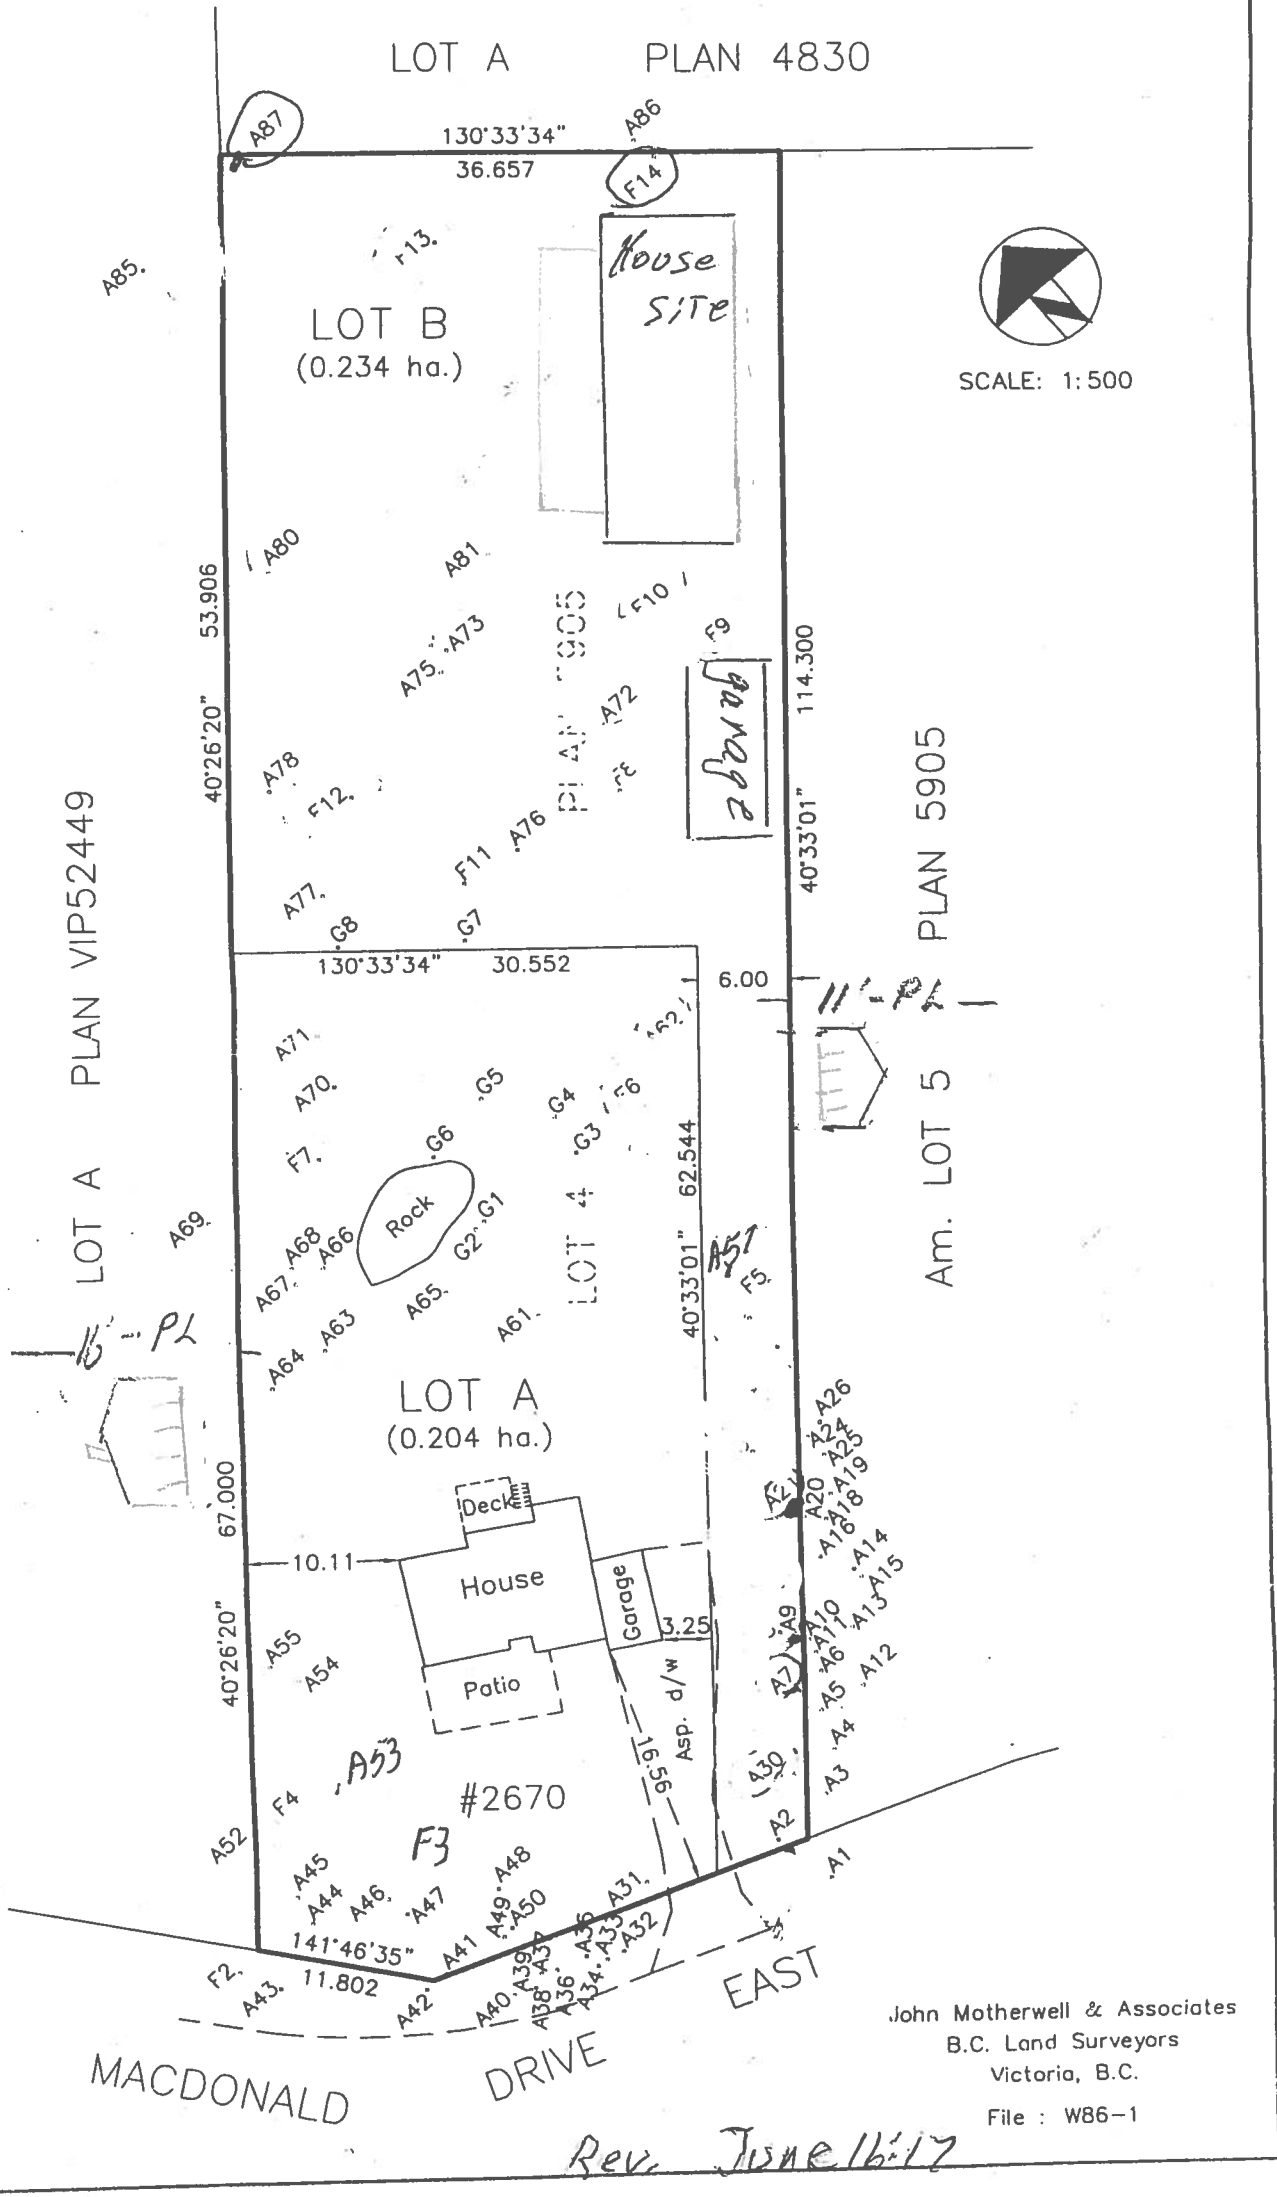 LOT A PLAN 4830
A87
130°33'34"
A86
36.657
F14
r13.
A85.
House
SITE
LOT B
(0.234 ha.)
SCALE: 1:500
A80
A81
53.906
F10
A73
F9
A75
114.300
40°26'20"
A72
garage
A78
F12.
A76
PLAN 5905
40°33'01"
F11
PLAN VIP52449
A77.
G8
G7
130°33'34" 30.552
6.00
11'-PL
A71
A70.
G5
G4
F6
G3
G6
F7.
62.544
Rock
G1
G2
LOT 4
Am. LOT 5
LOT A
A69.
A68
A66
A67.
A65.
A63
A61.
40°33'01"
A57
F5.
16'-PL
A64
LOT A
(0.204 ha.)
A26
A24
A25
A19
A20
A18
A16
A14
A15
67.000
Deck
10.11
House
Garage
3.25
A9
A10
A11
A13
A6
A12
A7
A5
A4
A3
A30
A2
A1
40°26'20"
A55
A54
Patio
Asp. d/w
16.56
A53
F4
#2670
F3
A52
A45
A44
A46.
A47
A48
A49
A50
A31.
A32
A33
A35
A34
A36
A37
A38
A39
A40
A41
A42
141°46'35"
11.802
F2.
A43.
MACDONALD DRIVE EAST
John Motherwell & Associates
B.C. Land Surveyors
Victoria, B.C.
File : W86-1
Rev. June 16-17